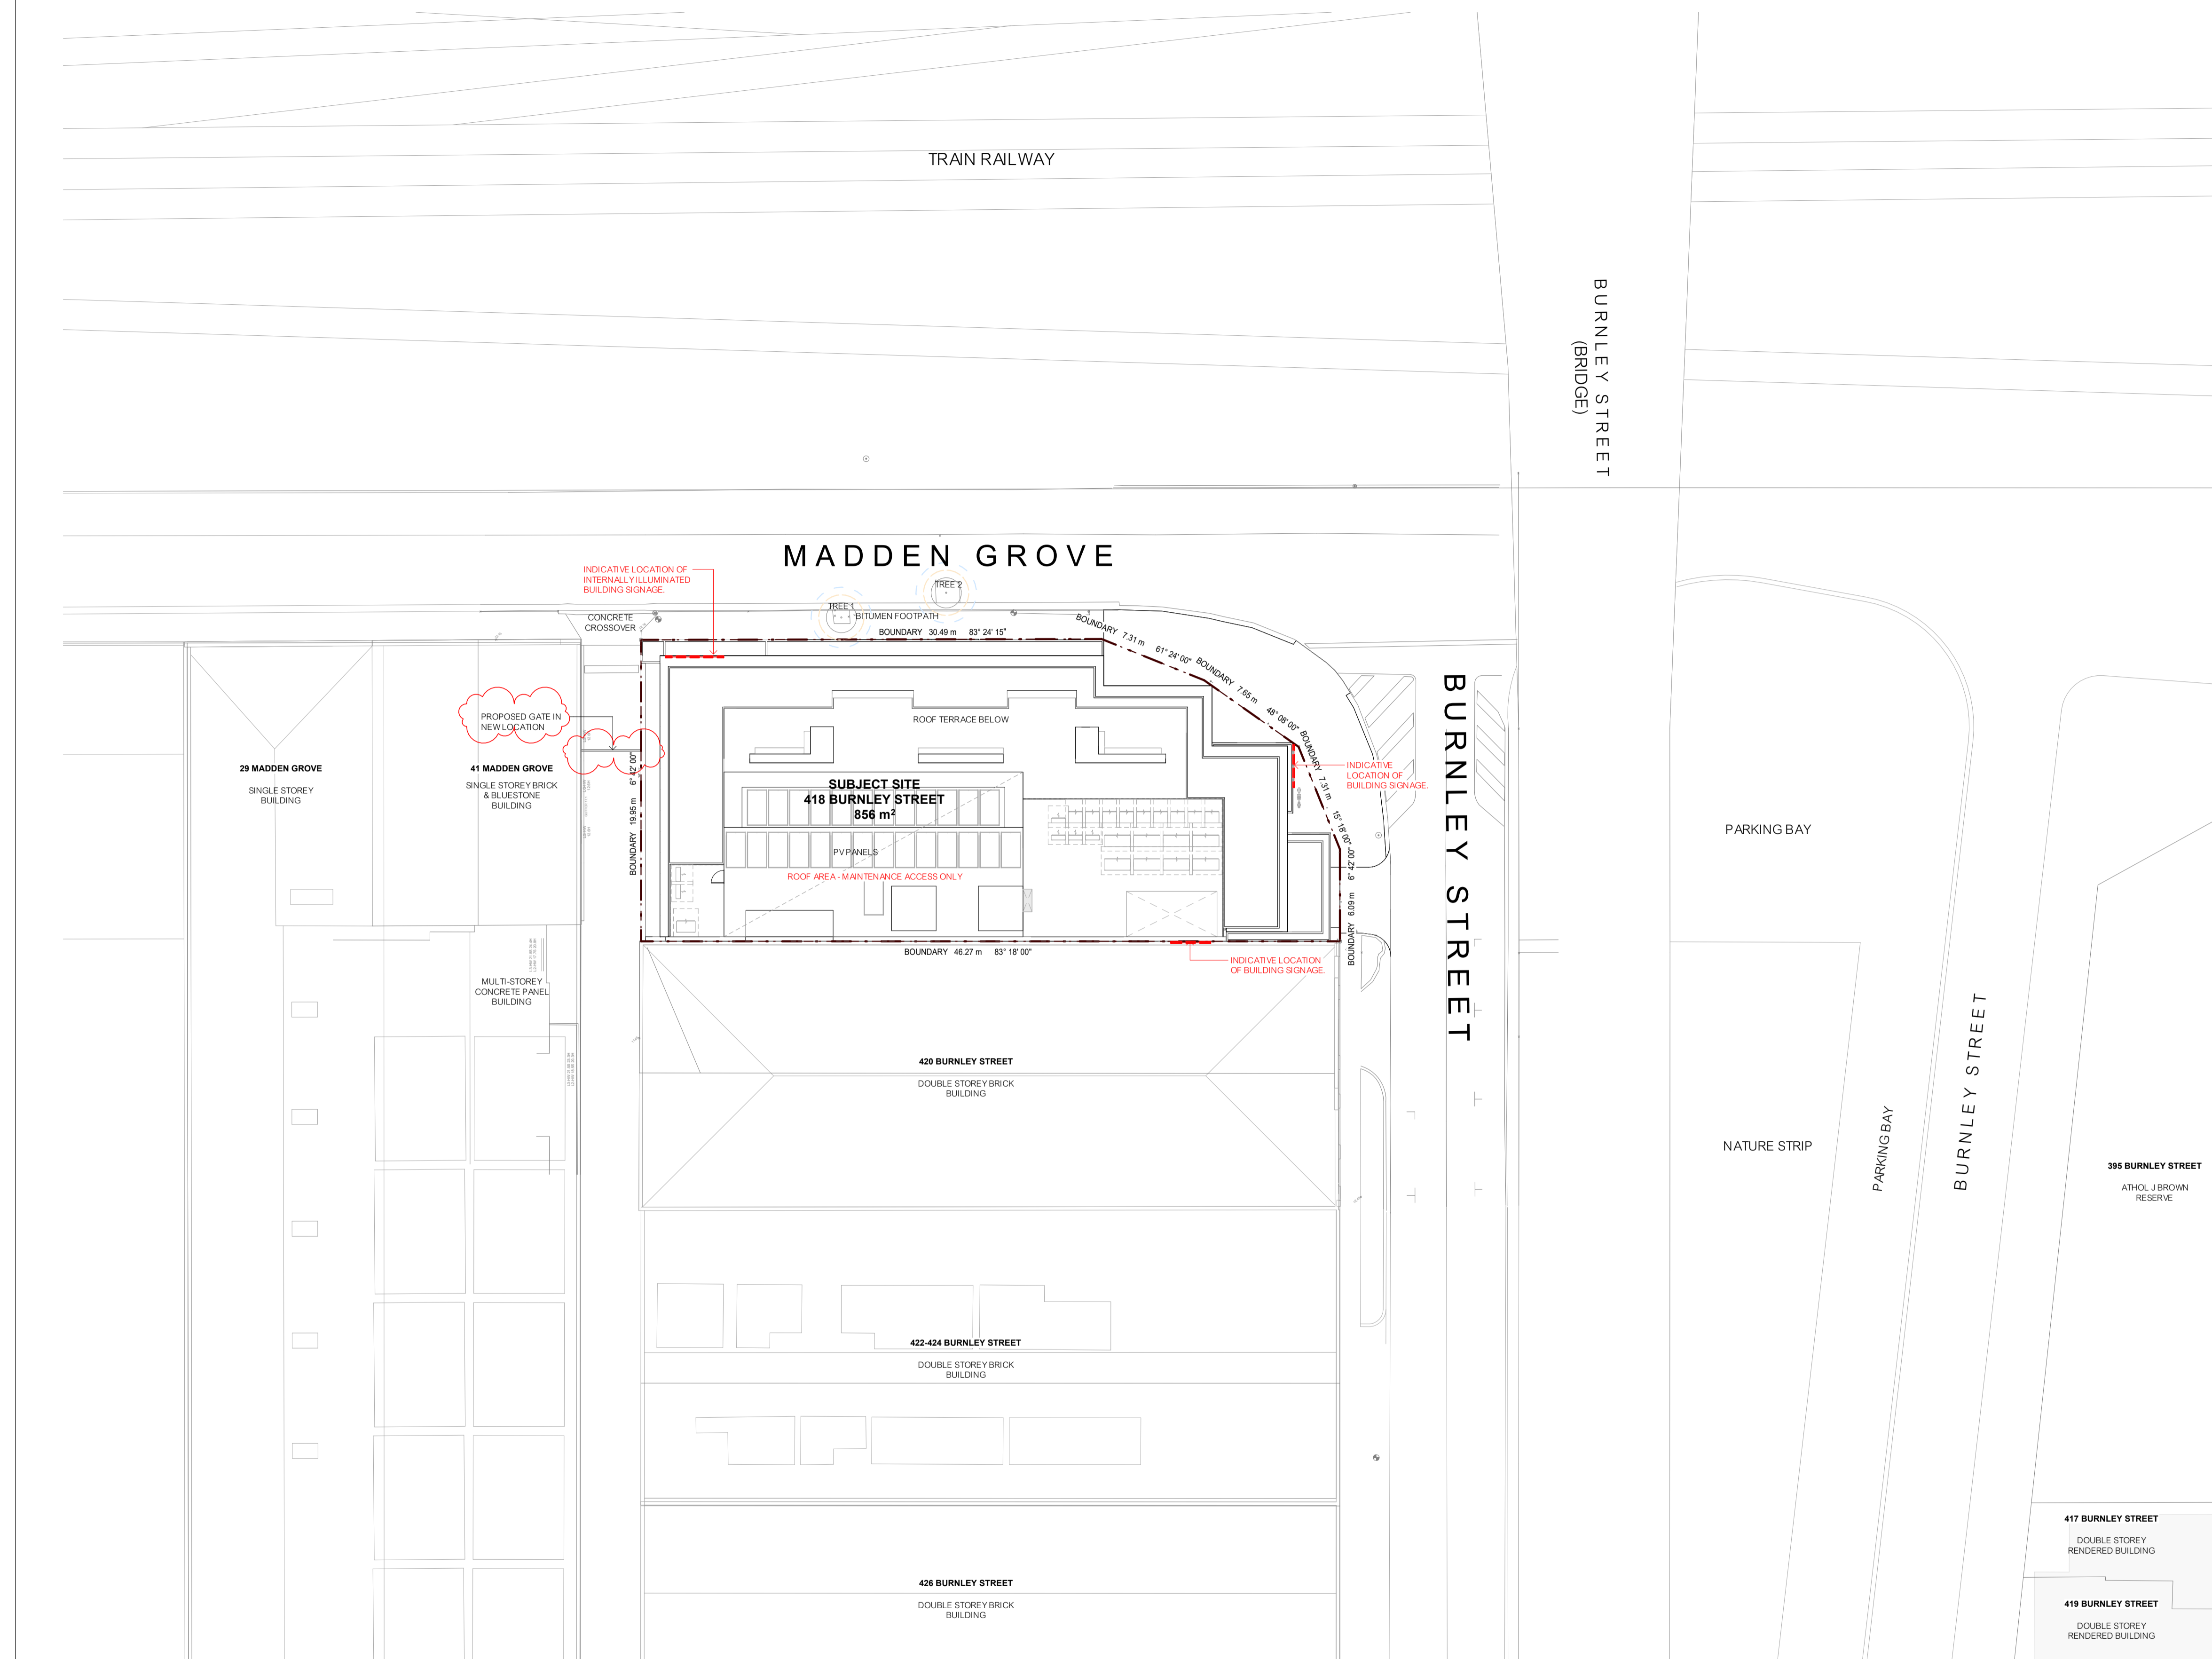 TRAIN RAILWAY
BURNLEY STREET
(BRIDGE)
MADDEN GROVE
INDICATIVE LOCATION OF
INTERNALLY ILLUMINATED
BUILDING SIGNAGE.
TREE 2
TREE 1
CONCRETE
CROSSOVER
BITUMEN FOOTPATH
BOUNDARY 30.49 m 83° 24' 15"
BOUNDARY 7.31 m 61° 24' 00"
BOUNDARY 7.65 m 48° 08' 00"
BOUNDARY 7.31 m 15° 18' 00"
BOUNDARY 6.09 m 6° 42' 00"
BOUNDARY 19.95 m 6° 42' 00"
BOUNDARY 46.27 m 83° 18' 00"
PROPOSED GATE IN
NEW LOCATION
ROOF TERRACE BELOW
29 MADDEN GROVE
SINGLE STOREY
BUILDING
41 MADDEN GROVE
SINGLE STOREY BRICK
& BLUESTONE
BUILDING
SUBJECT SITE
418 BURNLEY STREET
856 m²
PV PANELS
ROOF AREA - MAINTENANCE ACCESS ONLY
INDICATIVE
LOCATION OF
BUILDING SIGNAGE.
BURNLEY STREET
PARKING BAY
INDICATIVE LOCATION
OF BUILDING SIGNAGE.
MULTI-STOREY
CONCRETE PANEL
BUILDING
420 BURNLEY STREET
DOUBLE STOREY BRICK
BUILDING
NATURE STRIP
PARKING BAY
BURNLEY STREET
395 BURNLEY STREET
ATHOL J BROWN
RESERVE
422-424 BURNLEY STREET
DOUBLE STOREY BRICK
BUILDING
426 BURNLEY STREET
DOUBLE STOREY BRICK
BUILDING
417 BURNLEY STREET
DOUBLE STOREY
RENDERED BUILDING
419 BURNLEY STREET
DOUBLE STOREY
RENDERED BUILDING